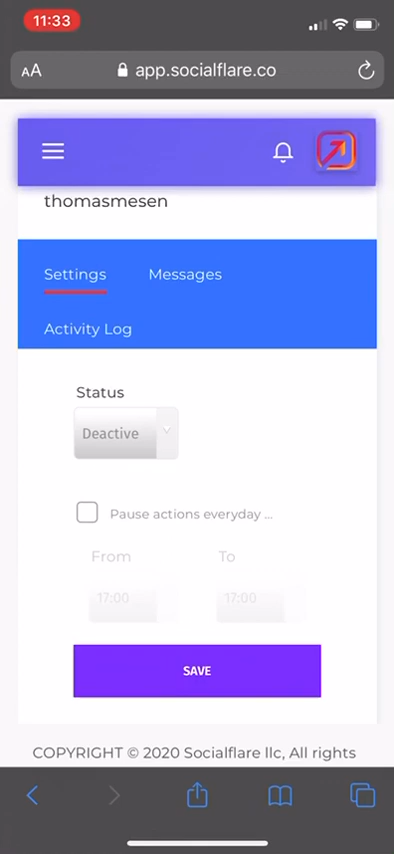 11:33
AA app.socialflare.co
thomasmesen
Settings Messages
Activity Log
Status
Deactive
Pause actions everyday ...
From To
17:00 17:00
SAVE
COPYRIGHT © 2020 Socialflare llc, All rights